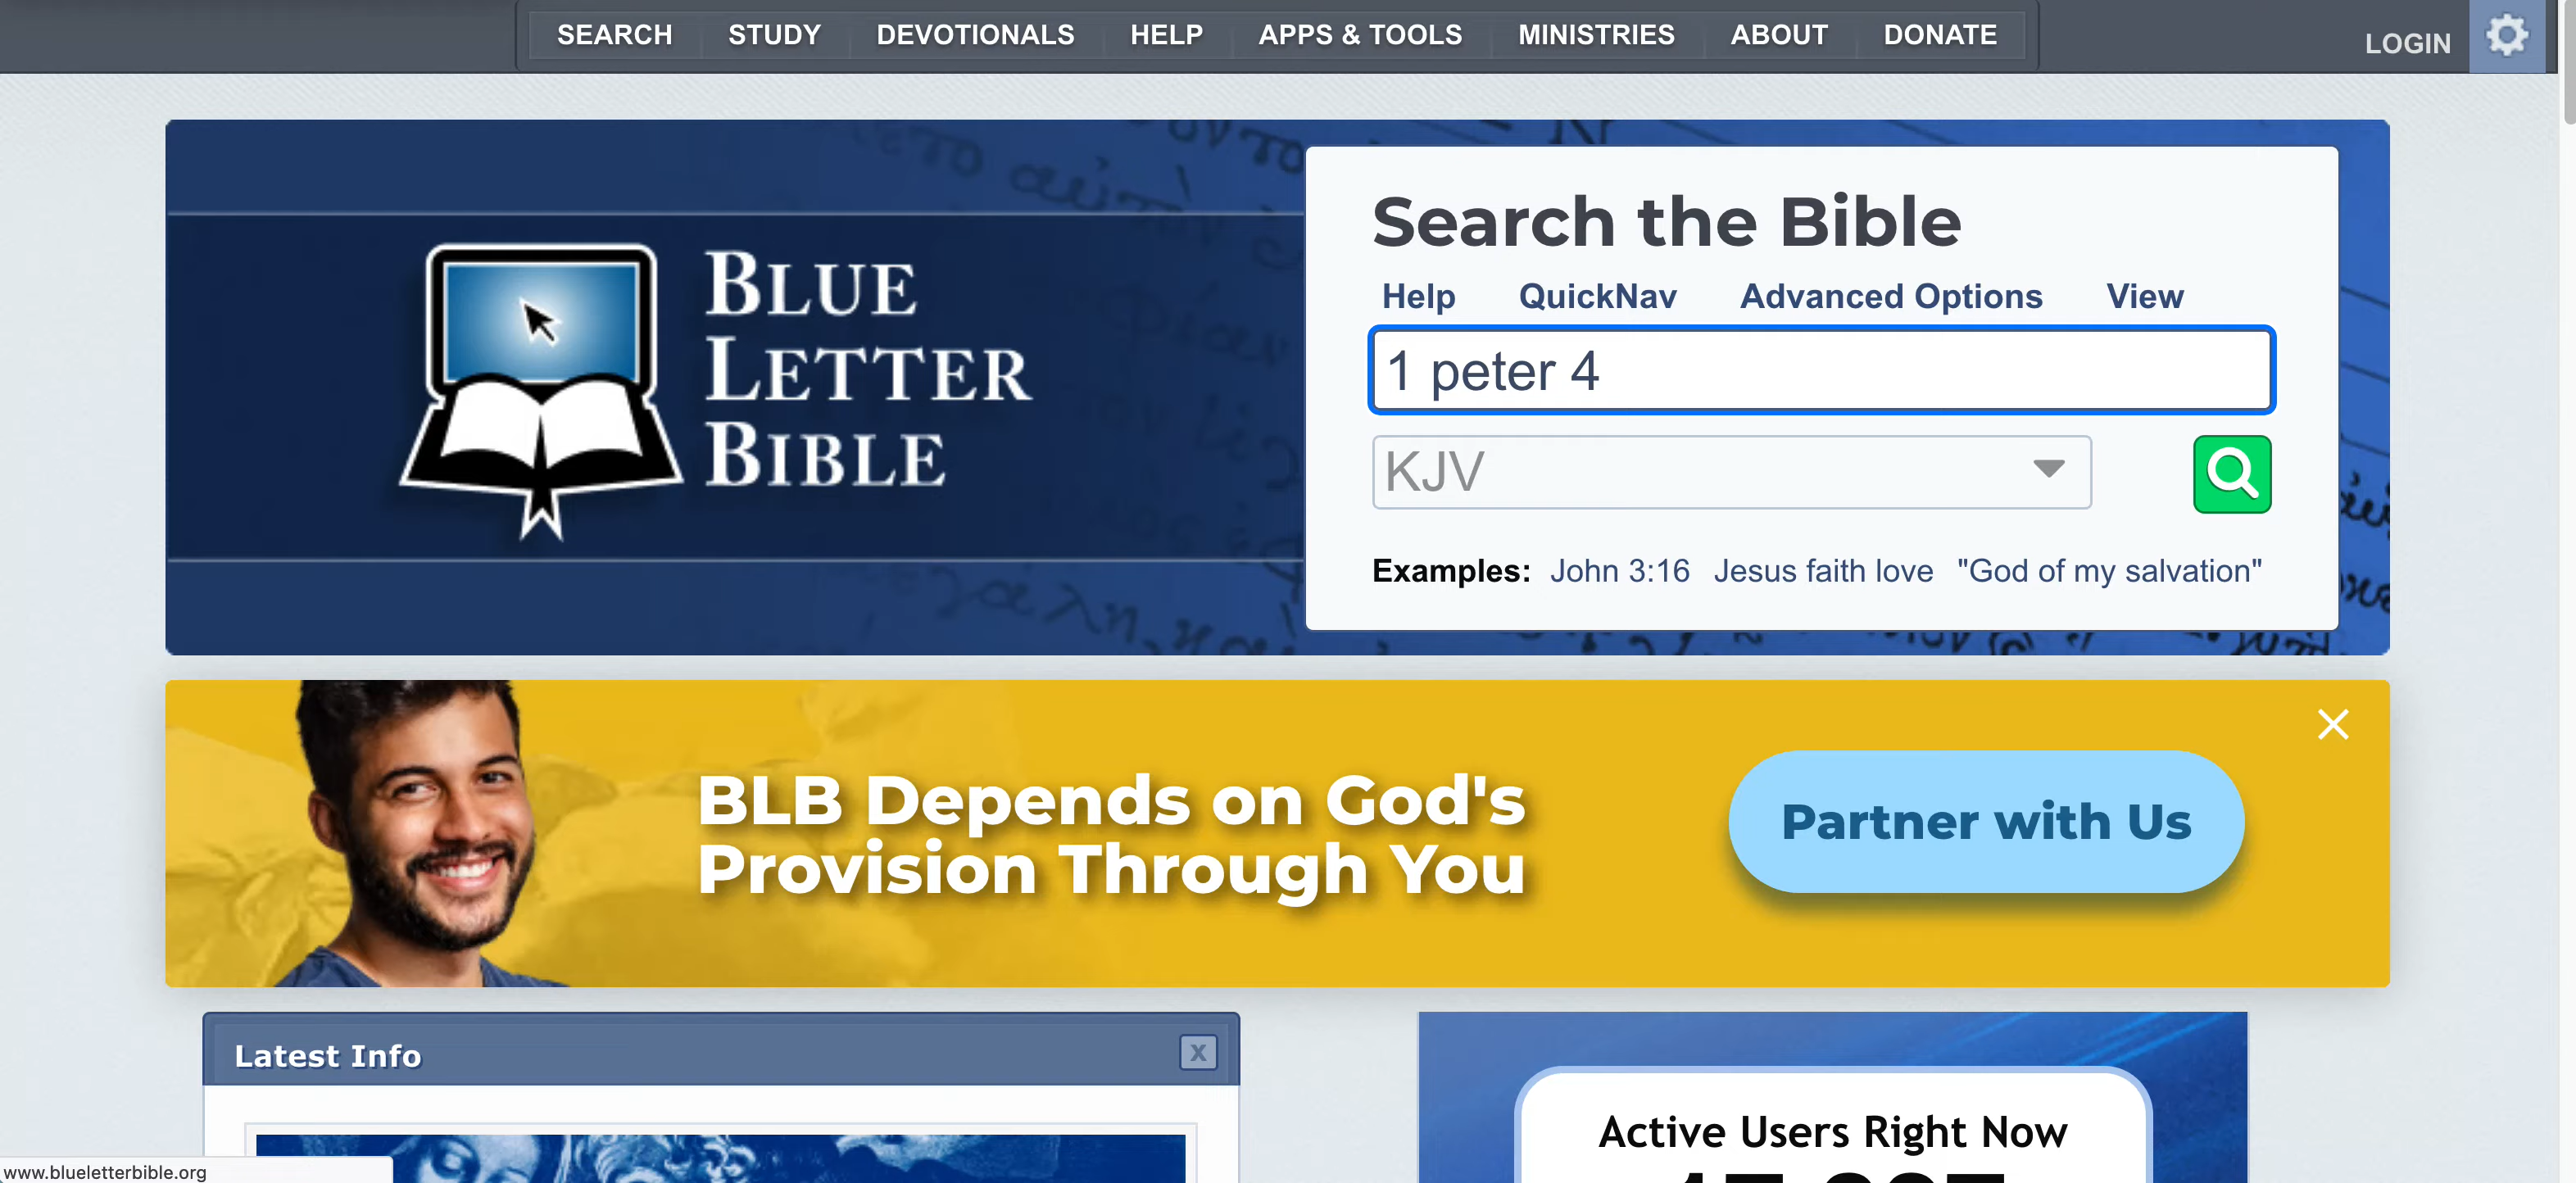 SEARCH STUDY DEVOTIONALS HELP APPS & TOOLS MINISTRIES ABOUT DONATE LOGIN
BLUE
LETTER
BIBLE
Search the Bible
Help QuickNav Advanced Options View
1 peter 4
KJV
Examples: John 3:16 Jesus faith love "God of my salvation"
BLB Depends on God's
Provision Through You
Partner with Us
Latest Info
X
Active Users Right Now
www.blueletterbible.org